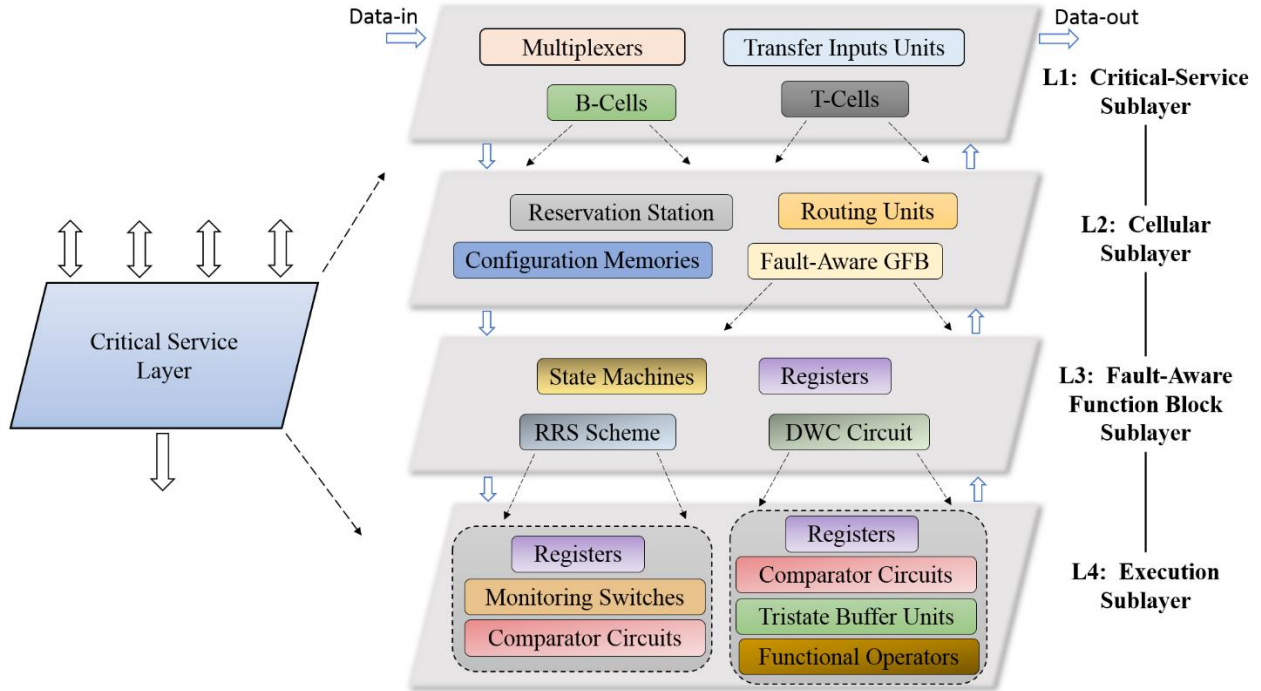 Data-in
Data-out
Multiplexers
Transfer Inputs Units
B-Cells
T-Cells
L1: Critical-Service
Sublayer
Reservation Station
Routing Units
Configuration Memories
Fault-Aware GFB
L2: Cellular
Sublayer
Critical Service
Layer
State Machines
Registers
RRS Scheme
DWC Circuit
L3: Fault-Aware
Function Block
Sublayer
Registers
Monitoring Switches
Comparator Circuits
Registers
Comparator Circuits
Tristate Buffer Units
Functional Operators
L4: Execution
Sublayer